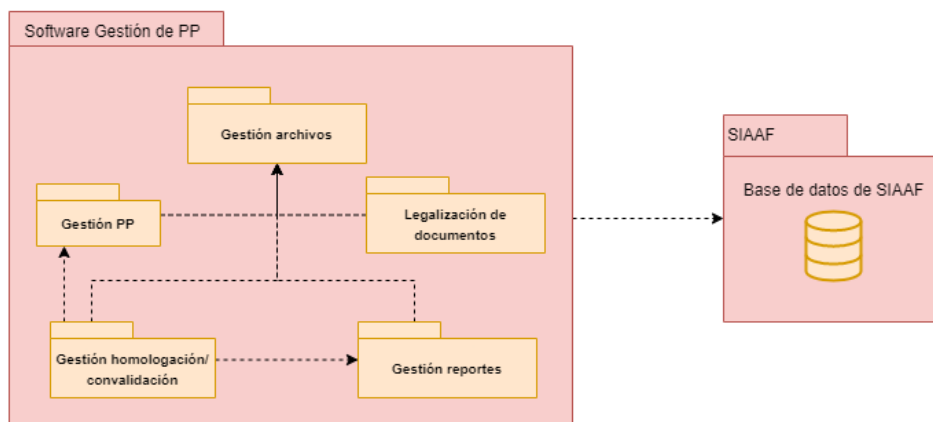 Software Gestión de PP
Gestión archivos
Gestión PP
Legalización de
documentos
Gestión homologación/
convalidación
Gestión reportes
SIAAF
Base de datos de SIAAF